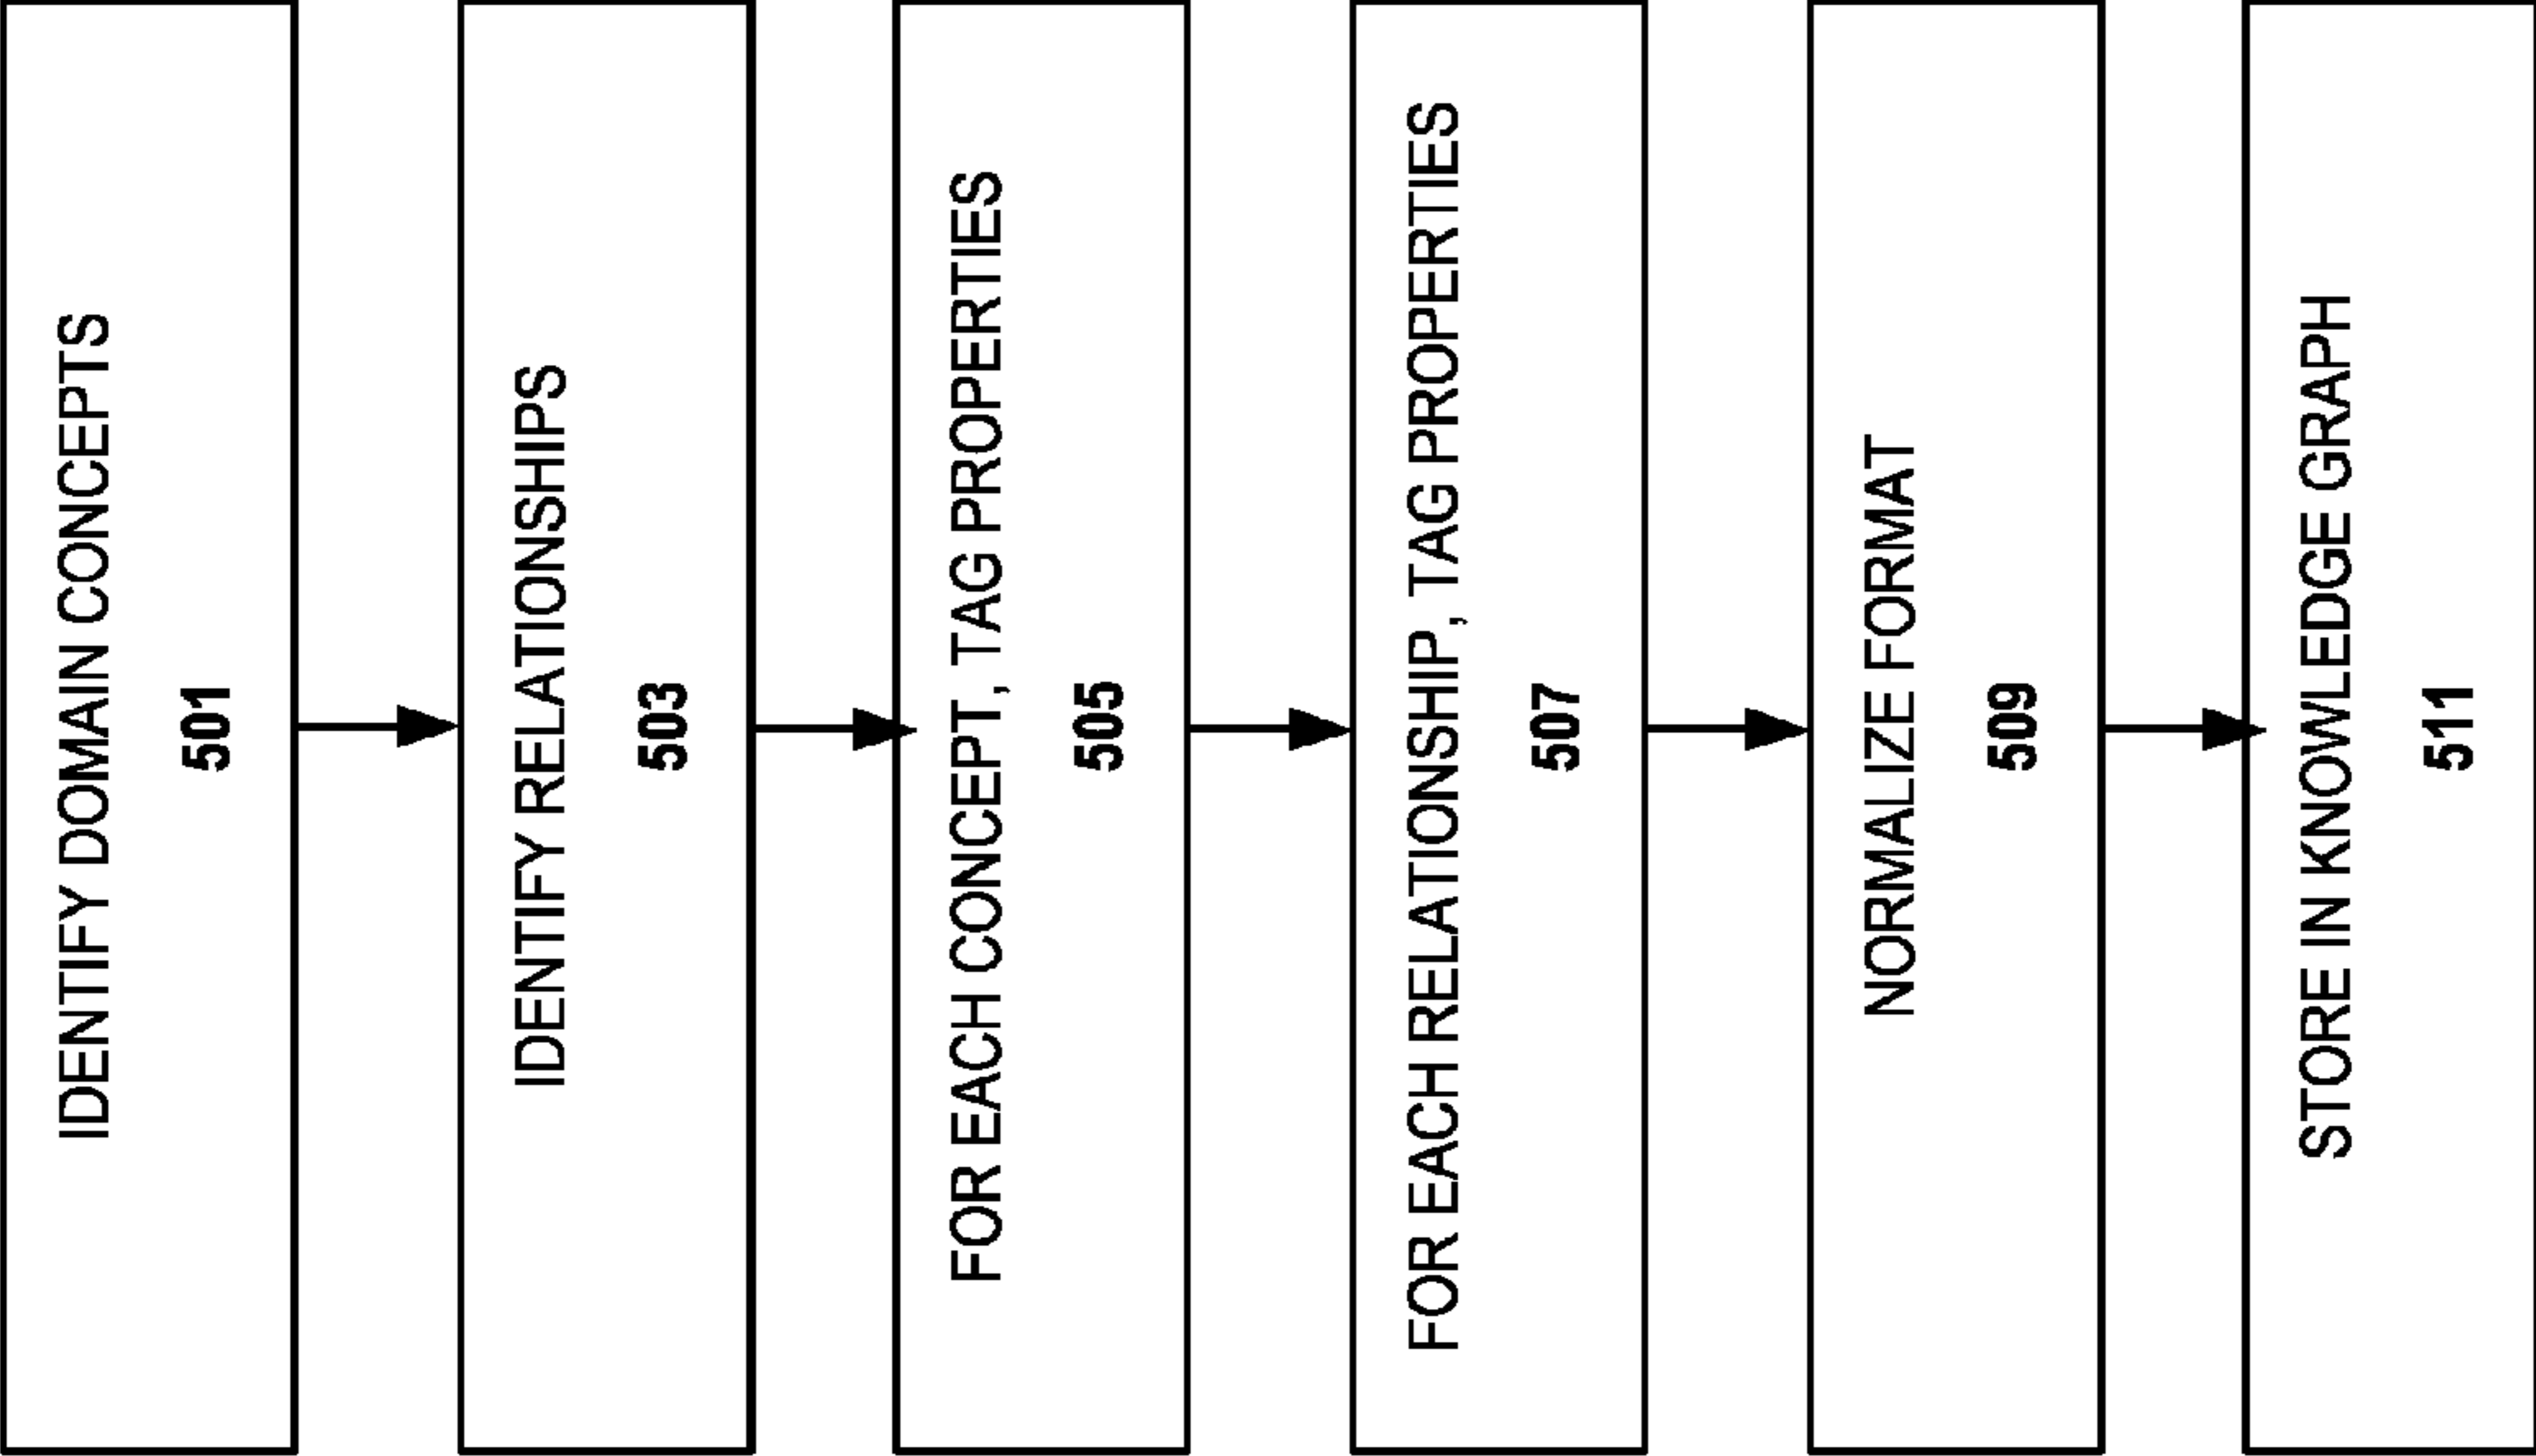 IDENTIFY DOMAIN CONCEPTS
501
IDENTIFY RELATIONSHIPS
503
FOR EACH CONCEPT, TAG PROPERTIES
505
FOR EACH RELATIONSHIP, TAG PROPERTIES
507
NORMALIZE FORMAT
509
STORE IN KNOWLEDGE GRAPH
511